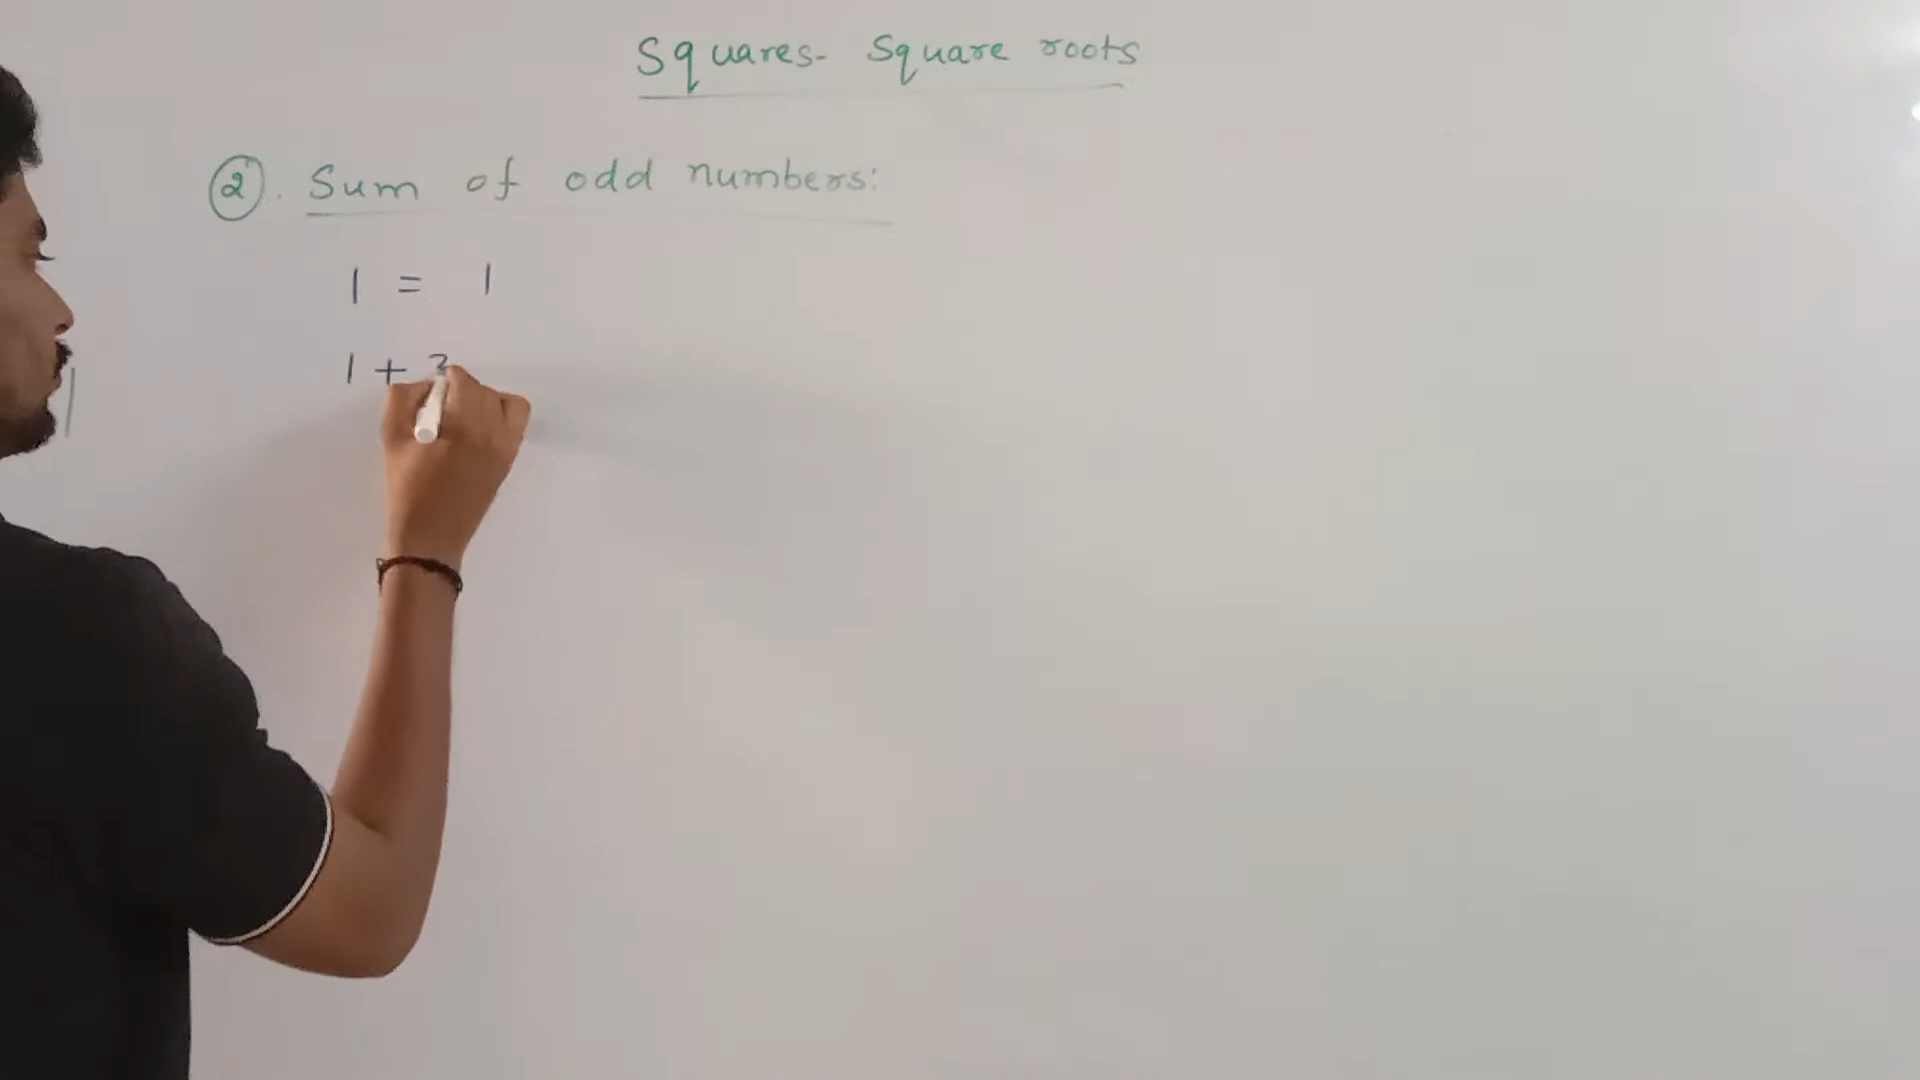 Squares- Square roots
②. Sum of odd numbers:
1 = 1
1 + 3